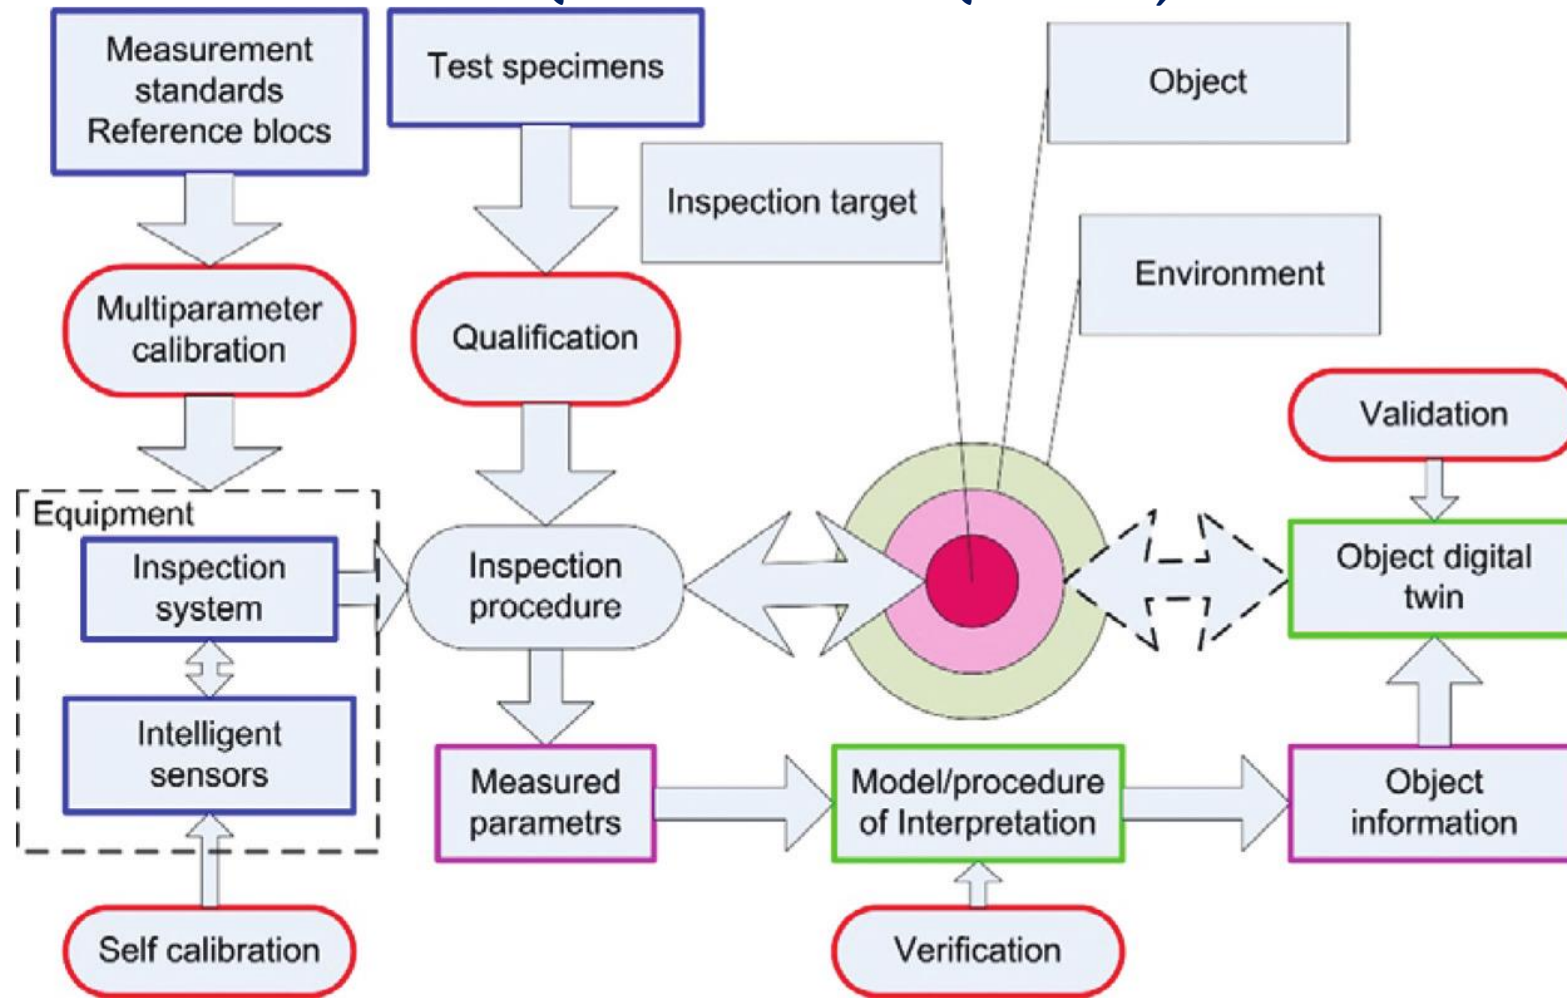 Measurement
standards
Reference blocs
Test specimens
Object
Inspection target
Environment
Multiparameter
calibration
Qualification
Validation
Equipment
Inspection
system
Inspection
procedure
Object digital
twin
Intelligent
sensors
Measured
parametrs
Model/procedure
of Interpretation
Object
information
Self calibration
Verification